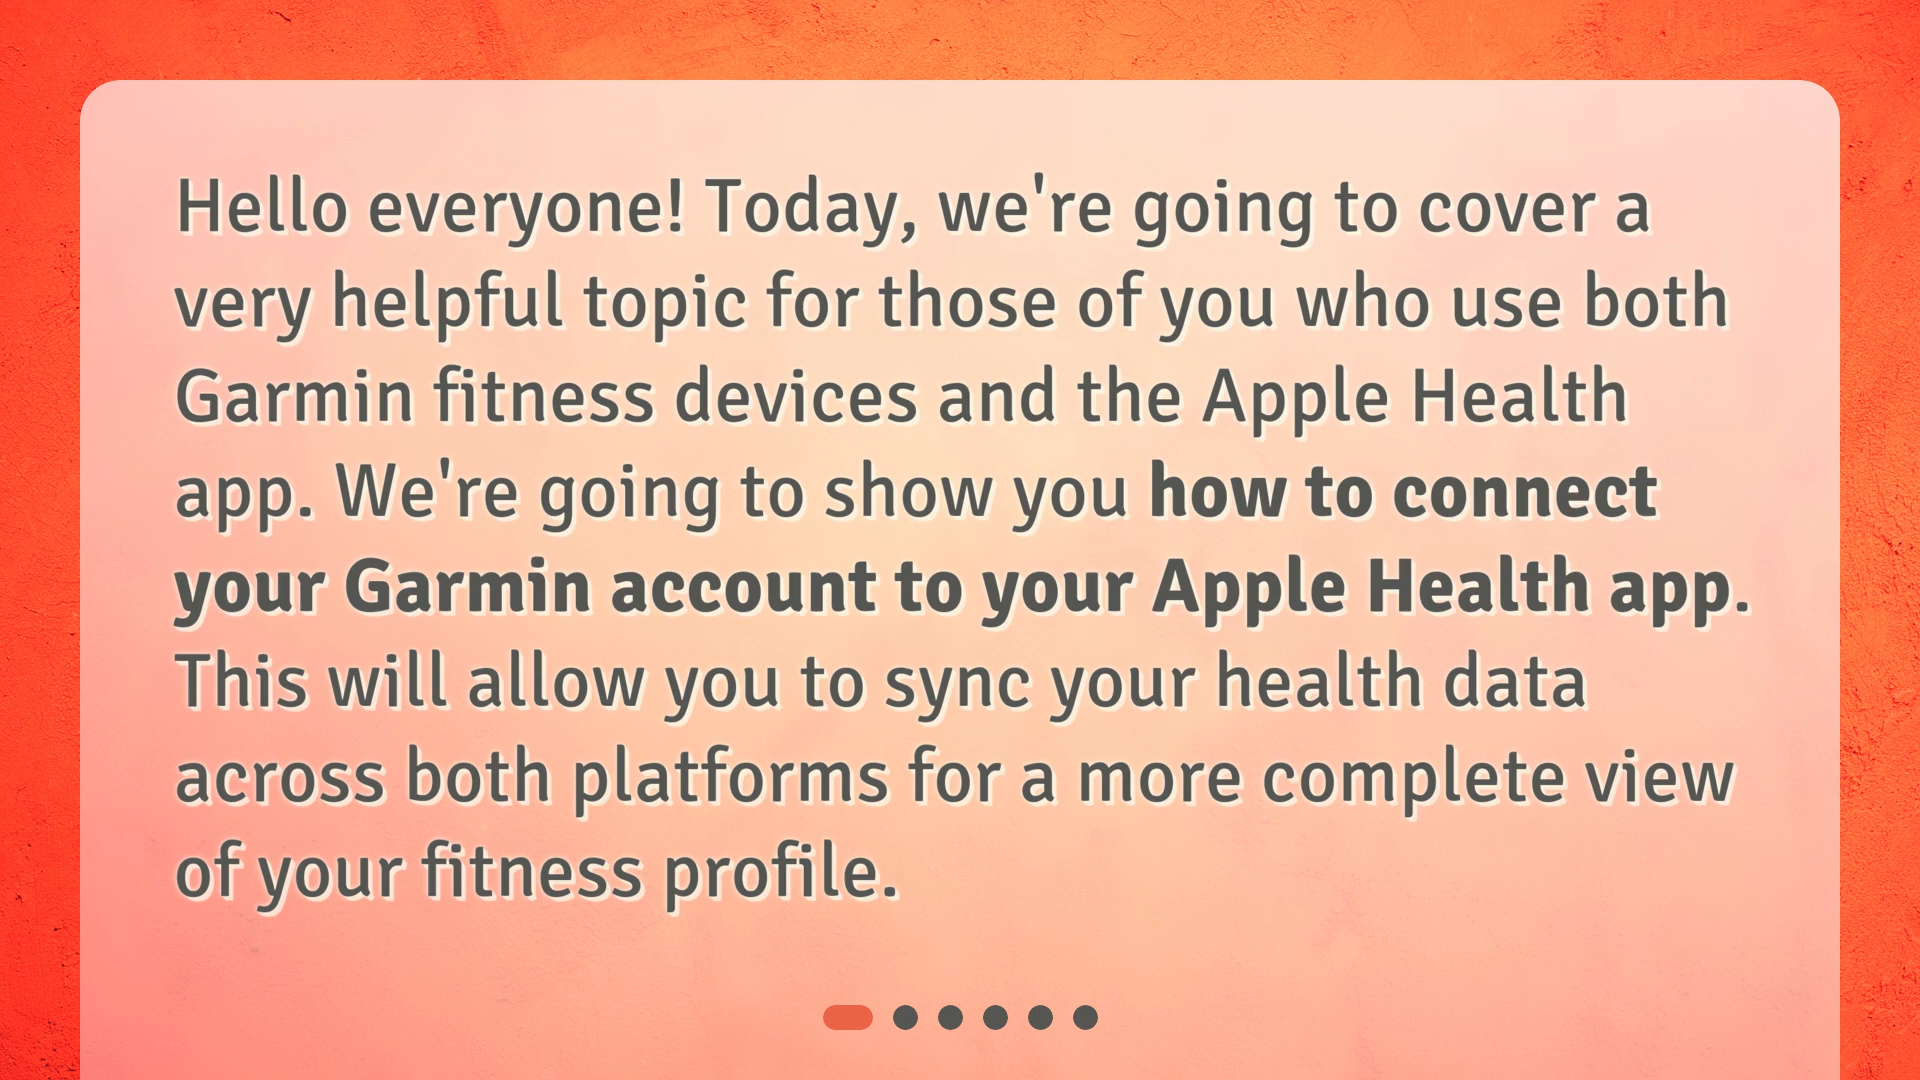 Hello everyone! Today, we're going to cover a
very helpful topic for those of you who use both
Garmin fitness devices and the Apple Health
app. We're going to show you how to connect
your Garmin account to your Apple Health app.
This will allow you to sync your health data
across both platforms for a more complete view
of your fitness profile.